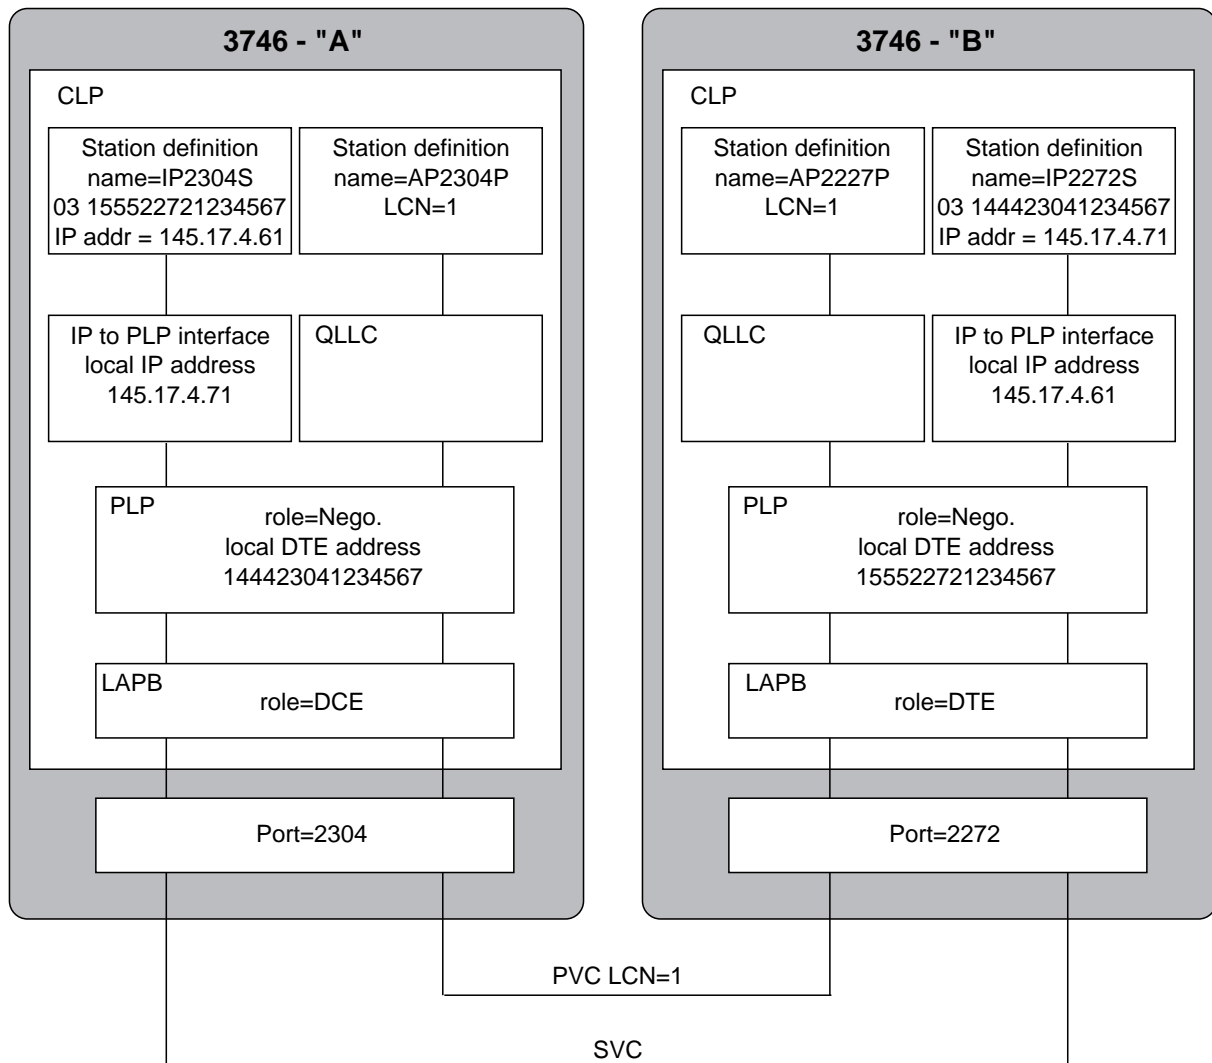 3746 - "A"
CLP
Station definition
name=IP2304S
03 155522721234567
IP addr = 145.17.4.61
Station definition
name=AP2304P
LCN=1
IP to PLP interface
local IP address
145.17.4.71
QLLC
PLP
role=Nego.
local DTE address
144423041234567
LAPB
role=DCE
Port=2304
3746 - "B"
CLP
Station definition
name=AP2227P
LCN=1
Station definition
name=IP2272S
03 144423041234567
IP addr = 145.17.4.71
QLLC
IP to PLP interface
local IP address
145.17.4.61
PLP
role=Nego.
local DTE address
155522721234567
LAPB
role=DTE
Port=2272
PVC LCN=1
SVC